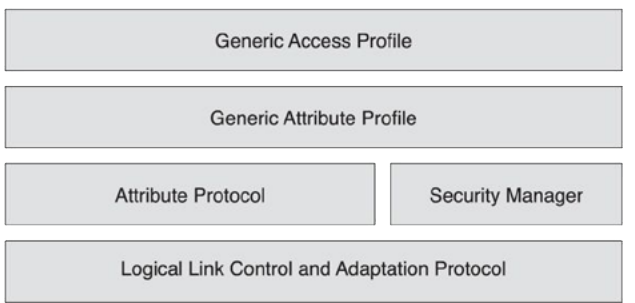 Generic Access Profile
Generic Attribute Profile
Attribute Protocol
Security Manager
Logical Link Control and Adaptation Protocol